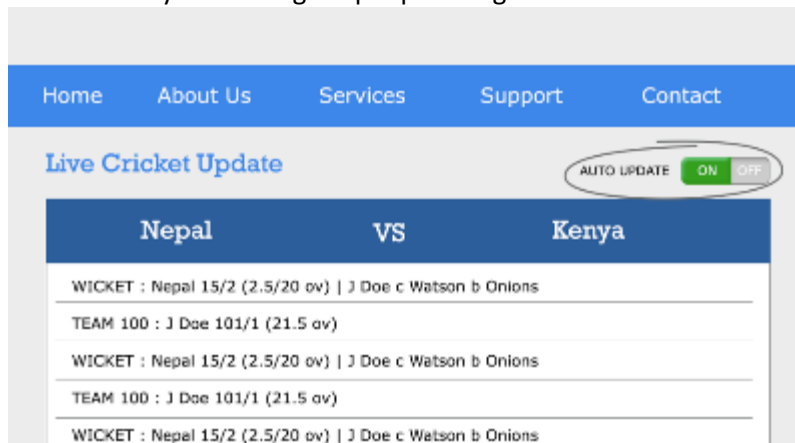 Home About Us Services Support Contact
Live Cricket Update
AUTO UPDATE ON OFF
Nepal VS Kenya
WICKET : Nepal 15/2 (2.5/20 ov) | J Doe c Watson b Onions
TEAM 100 : J Doe 101/1 (21.5 ov)
WICKET : Nepal 15/2 (2.5/20 ov) | J Doe c Watson b Onions
TEAM 100 : J Doe 101/1 (21.5 ov)
WICKET : Nepal 15/2 (2.5/20 ov) | J Doe c Watson b Onions